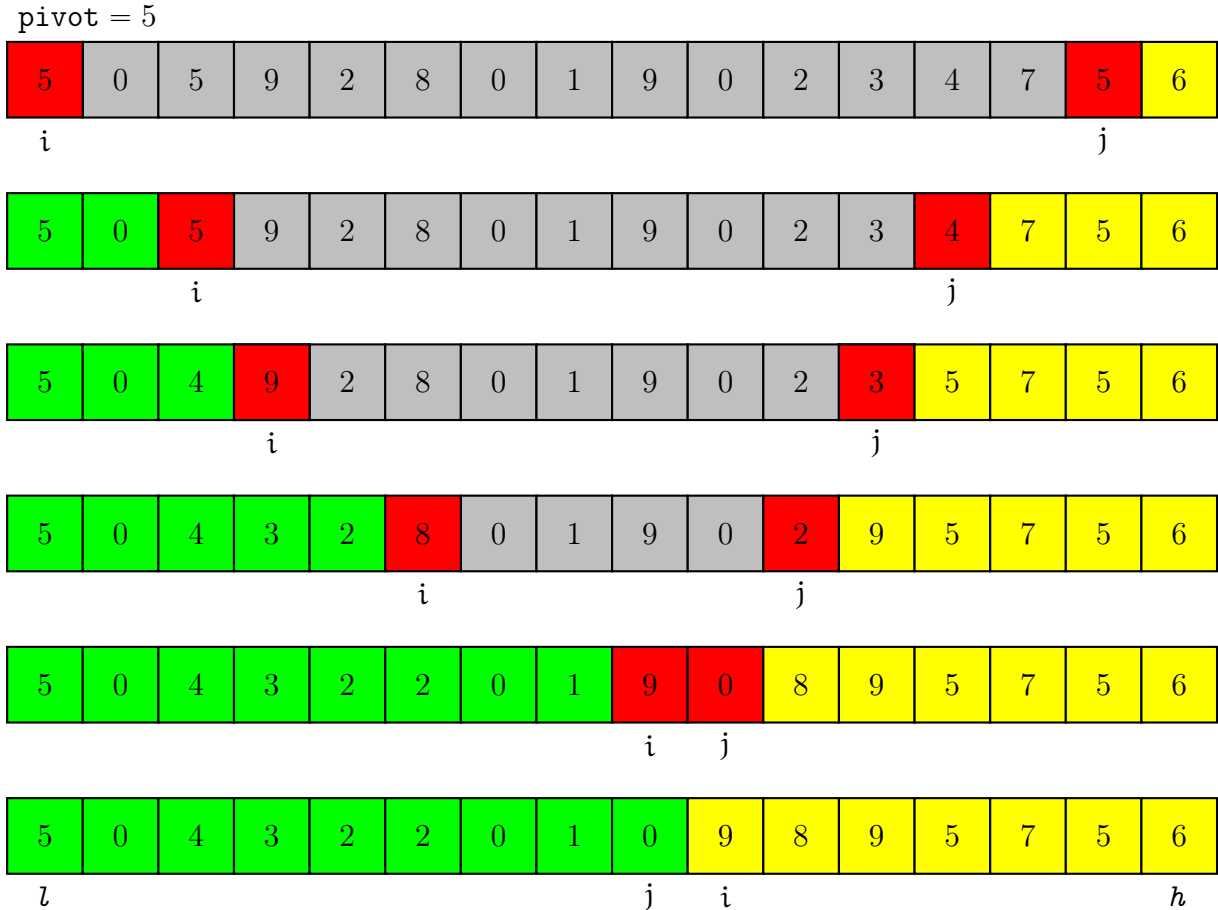 pivot = 5
5 0 5 9 2 8 0 1 9 0 2 3 4 7 5 6
i j
5 0 5 9 2 8 0 1 9 0 2 3 4 7 5 6
i j
5 0 4 9 2 8 0 1 9 0 2 3 5 7 5 6
i j
5 0 4 3 2 8 0 1 9 0 2 9 5 7 5 6
i j
5 0 4 3 2 2 0 1 9 0 8 9 5 7 5 6
i j
5 0 4 3 2 2 0 1 0 9 8 9 5 7 5 6
l j i h